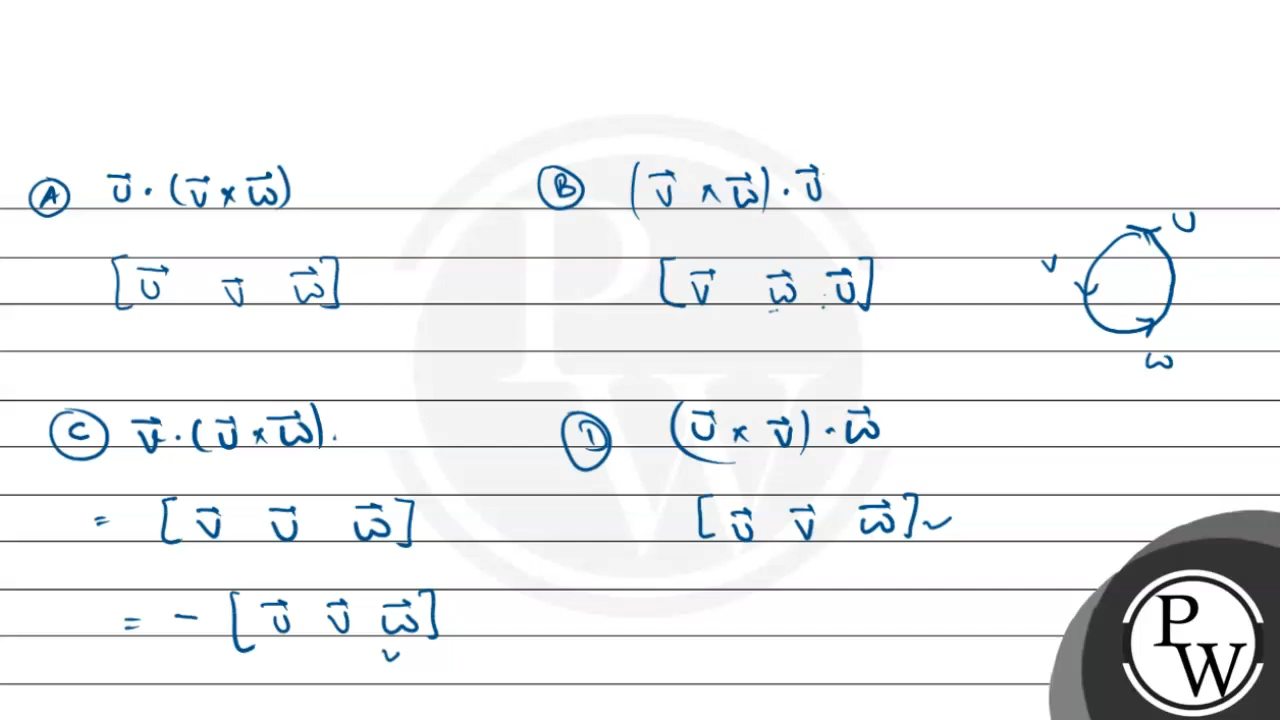 Ⓐ u⃗ · (v⃗ × w⃗)
Ⓑ (v⃗ × w⃗) · u⃗
[u⃗ v⃗ w⃗]
[v⃗ w⃗ u⃗]
u
v
w
Ⓒ v⃗ · (u⃗ × w⃗).
Ⓓ (u⃗ × v⃗) · w⃗
= [v⃗ u⃗ w⃗]
[u⃗ v⃗ w⃗]
= - [u⃗ v⃗ w⃗]
P
W
PW